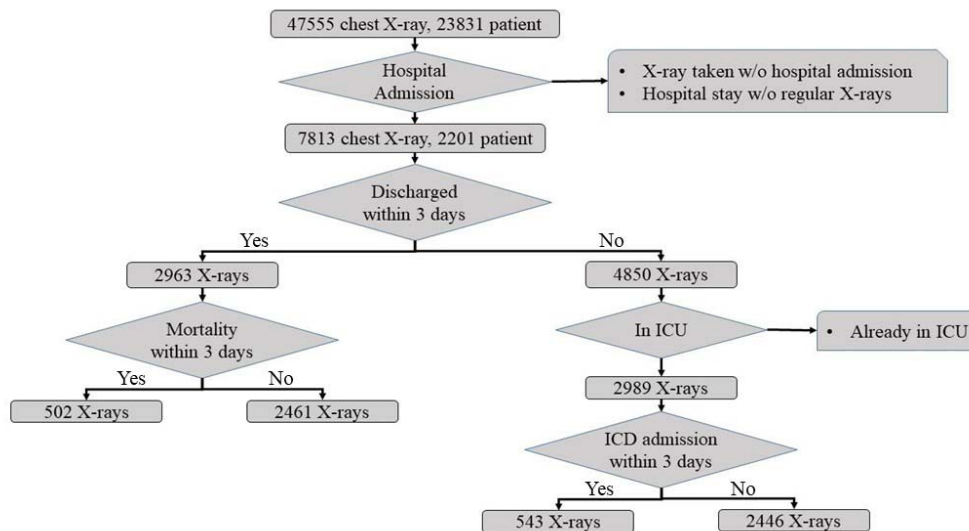 47555 chest X-ray, 23831 patient
Hospital
Admission
• X-ray taken w/o hospital admission
• Hospital stay w/o regular X-rays
7813 chest X-ray, 2201 patient
Discharged
within 3 days
Yes
No
2963 X-rays
4850 X-rays
Mortality
within 3 days
In ICU
• Already in ICU
Yes
No
2989 X-rays
502 X-rays
2461 X-rays
ICD admission
within 3 days
Yes
No
543 X-rays
2446 X-rays